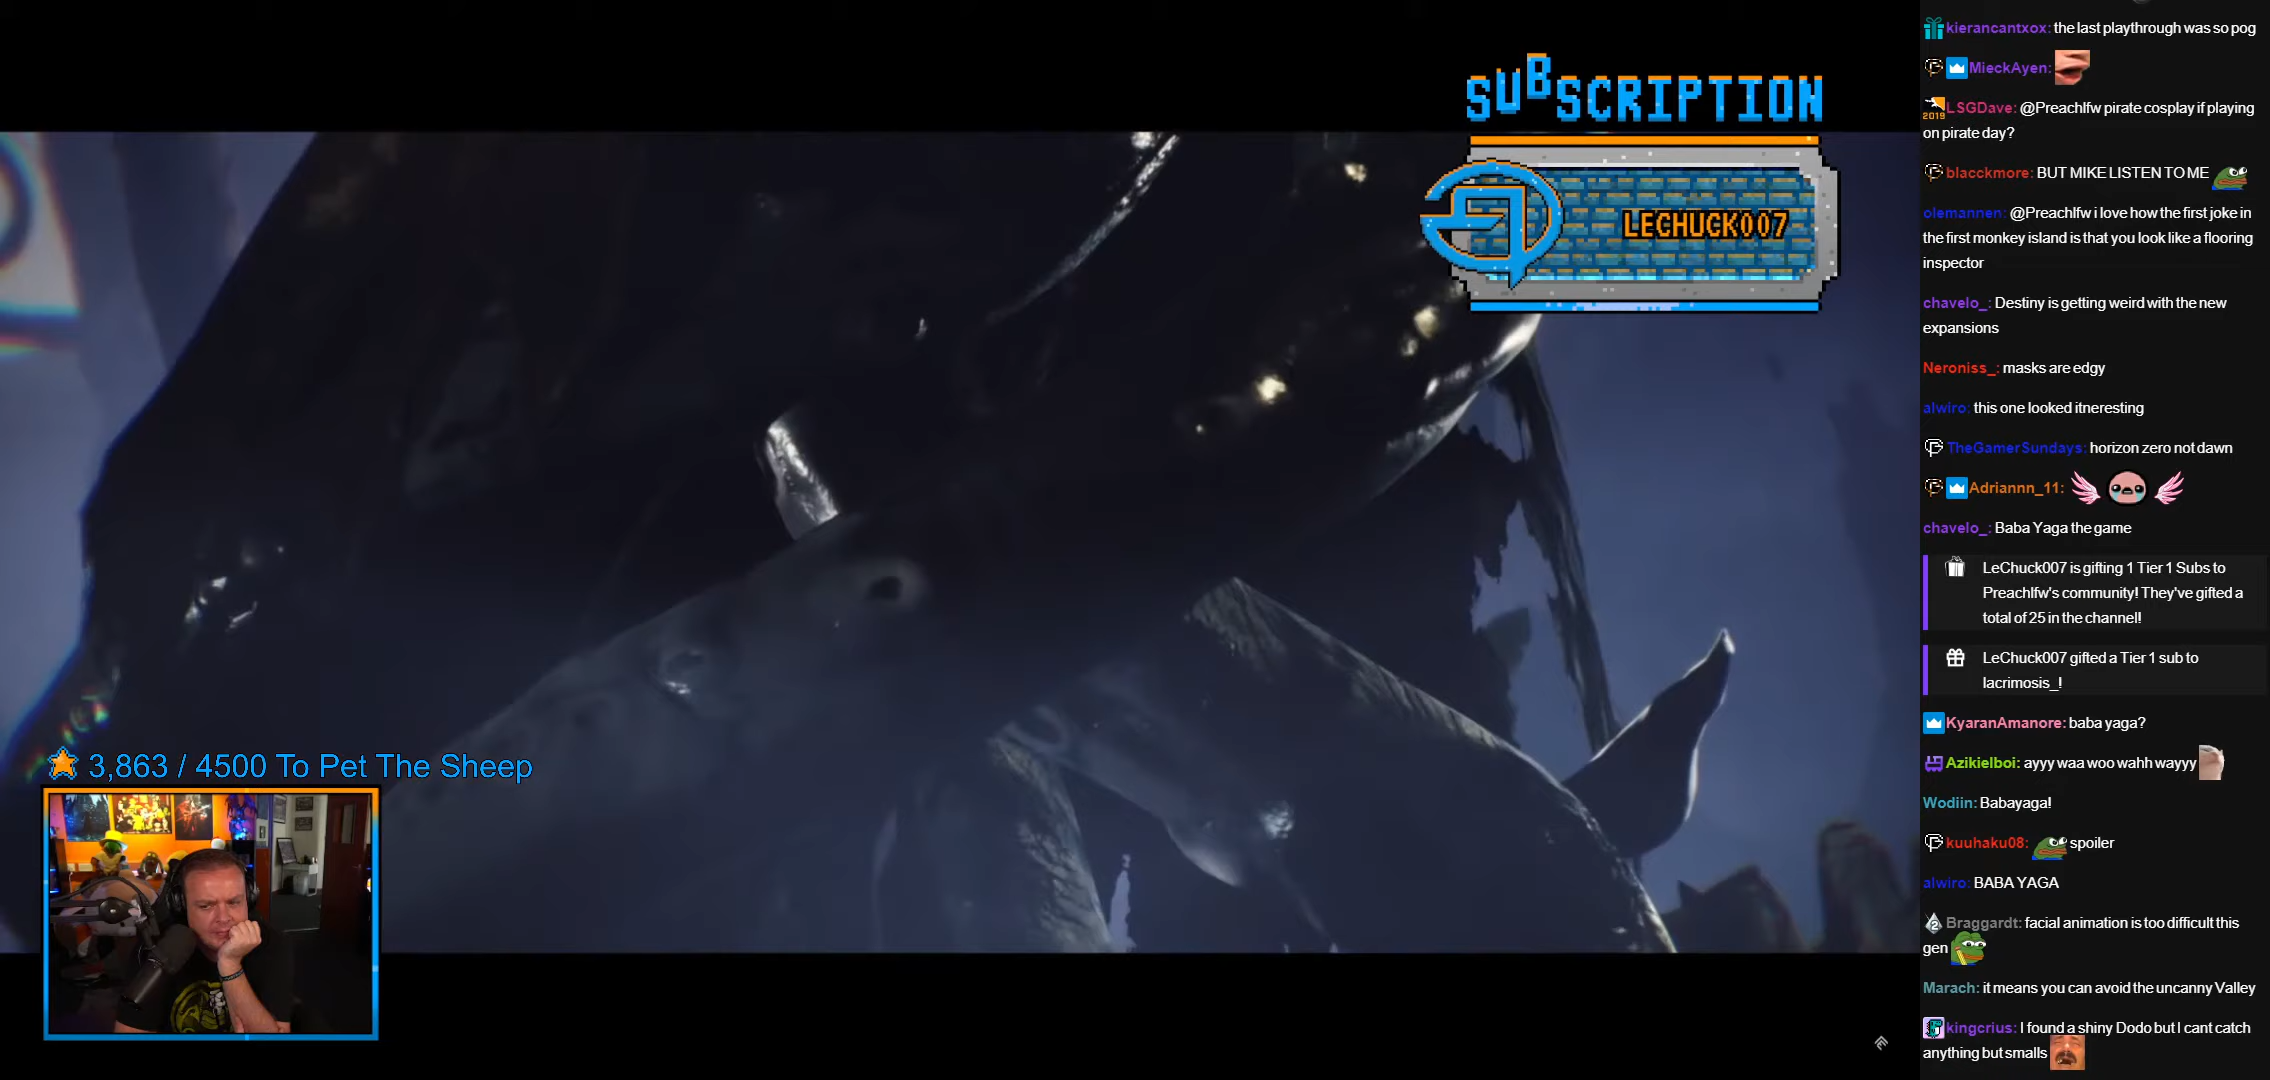 SUBSCRIPTION
LECHUCK007
3,863 / 4500 To Pet The Sheep
kierancantxox: the last playthrough was so pog
MieckAyen:
LSGDave: @Preachlfw pirate cosplay if playing
2019
on pirate day?
blacckmore: BUT MIKE LISTEN TO ME
olemannen: @Preachlfw i love how the first joke in
the first monkey island is that you look like a flooring
inspector
chavelo_: Destiny is getting weird with the new
expansions
Neroniss_: masks are edgy
alwiro: this one looked itneresting
TheGamerSundays: horizon zero not dawn
Adriannn_11:
chavelo_: Baba Yaga the game
LeChuck007 is gifting 1 Tier 1 Subs to
Preachlfw's community! They've gifted a
total of 25 in the channel!
LeChuck007 gifted a Tier 1 sub to
lacrimosis_!
KyaranAmanore: baba yaga?
Azikielboi: ayyy waa woo wahh wayyy
Wodiin: Babayaga!
kuuhaku08: spoiler
alwiro: BABA YAGA
2 Braggardt: facial animation is too difficult this
gen
Marach: it means you can avoid the uncanny Valley
kingcrius: I found a shiny Dodo but I cant catch
anything but smalls